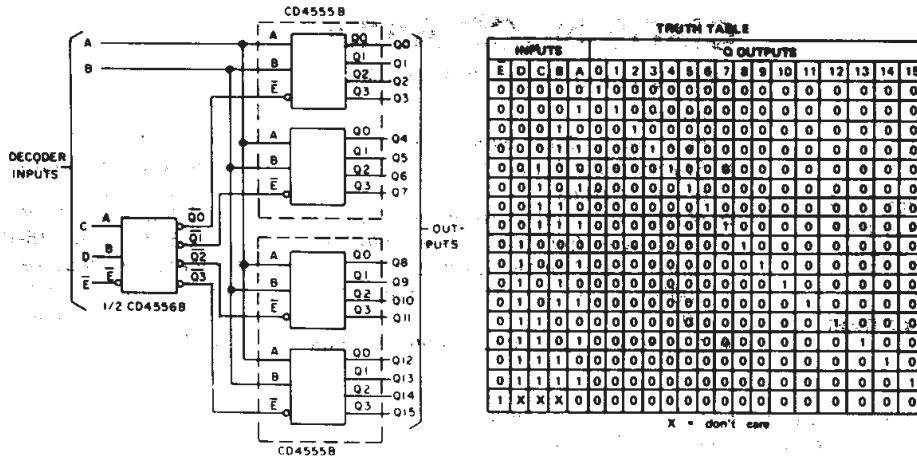 CD4555B
A
B
A
B
E̅
Q0
Q1
Q2
Q3
Q0
Q1
Q2
Q3
A
B
E̅
Q0
Q1
Q2
Q3
Q4
Q5
Q6
Q7
DECODER
INPUTS
C
D
E̅
A
B
E̅
Q̅0̅
Q̅1̅
Q̅2̅
Q̅3̅
1/2 CD4556B
OUT-
PUTS
A
B
E̅
Q0
Q1
Q2
Q3
Q8
Q9
Q10
Q11
A
B
E̅
Q0
Q1
Q2
Q3
Q12
Q13
Q14
Q15
CD4555B
TRUTH TABLE
INPUTS Q OUTPUTS
E̅ D C B A 0 1 2 3 4 5 6 7 8 9 10 11 12 13 14 15
0 0 0 0 0 1 0 0 0 0 0 0 0 0 0 0 0 0 0 0 0
0 0 0 0 1 0 1 0 0 0 0 0 0 0 0 0 0 0 0 0 0
0 0 0 1 0 0 0 1 0 0 0 0 0 0 0 0 0 0 0 0 0
0 0 0 1 1 0 0 0 1 0 0 0 0 0 0 0 0 0 0 0 0
0 0 1 0 0 0 0 0 0 1 0 0 0 0 0 0 0 0 0 0 0
0 0 1 0 1 0 0 0 0 0 1 0 0 0 0 0 0 0 0 0 0
0 0 1 1 0 0 0 0 0 0 0 1 0 0 0 0 0 0 0 0 0
0 0 1 1 1 0 0 0 0 0 0 0 1 0 0 0 0 0 0 0 0
0 1 0 0 0 0 0 0 0 0 0 0 0 1 0 0 0 0 0 0 0
0 1 0 0 1 0 0 0 0 0 0 0 0 0 1 0 0 0 0 0 0
0 1 0 1 0 0 0 0 0 0 0 0 0 0 0 1 0 0 0 0 0
0 1 0 1 1 0 0 0 0 0 0 0 0 0 0 0 1 0 0 0 0
0 1 1 0 0 0 0 0 0 0 0 0 0 0 0 0 0 1 0 0 0
0 1 1 0 1 0 0 0 0 0 0 0 0 0 0 0 0 0 1 0 0
0 1 1 1 0 0 0 0 0 0 0 0 0 0 0 0 0 0 0 1 0
0 1 1 1 1 0 0 0 0 0 0 0 0 0 0 0 0 0 0 0 1
1 X X X 0 0 0 0 0 0 0 0 0 0 0 0 0 0 0 0 0
X = don't care